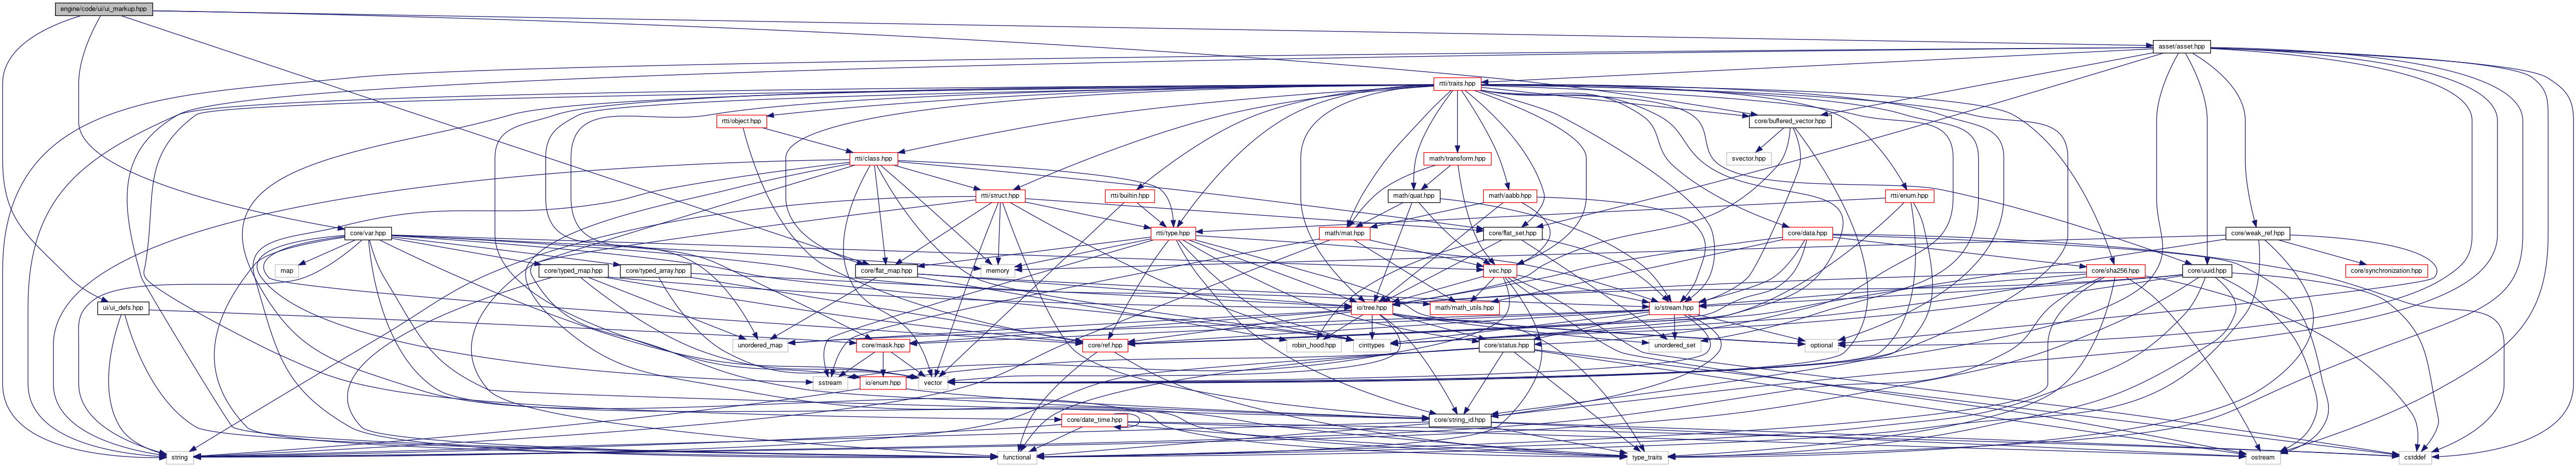 engine/code/ui/ui_markup.hpp
asset/asset.hpp
rtti/traits.hpp
rtti/object.hpp
core/buffered_vector.hpp
rtti/class.hpp
math/transform.hpp
svector.hpp
rtti/struct.hpp
rtti/builtin.hpp
math/quat.hpp
math/aabb.hpp
rtti/enum.hpp
core/var.hpp
rtti/type.hpp
math/mat.hpp
core/flat_set.hpp
core/data.hpp
core/weak_ref.hpp
map
core/typed_map.hpp
core/typed_array.hpp
core/flat_map.hpp
memory
vec.hpp
core/sha256.hpp
core/uuid.hpp
core/synchronization.hpp
ui/ui_defs.hpp
io/tree.hpp
math/math_utils.hpp
io/stream.hpp
unordered_map
core/mask.hpp
core/ref.hpp
robin_hood.hpp
cinttypes
core/status.hpp
unordered_set
optional
sstream
io/enum.hpp
vector
core/date_time.hpp
core/string_id.hpp
string
functional
type_traits
ostream
cstddef